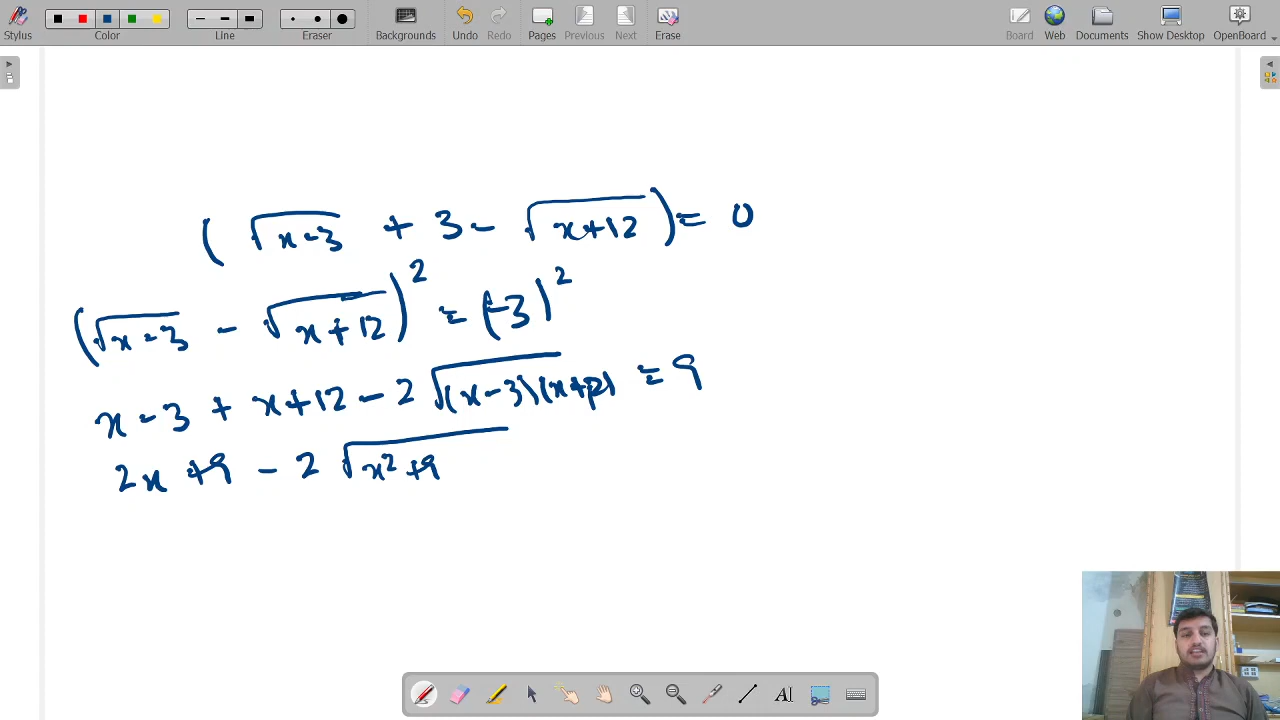 Stylus Color Line Eraser Backgrounds Undo Redo Pages Previous Next Erase Board Web Documents Show Desktop OpenBoard
(√(x-3) + 3 - √(x+12)) = 0
(√(x-3) - √(x+12))² = (-3)²
x-3 + x+12 - 2√((x-3)(x+12)) = 9
2x +9 - 2√(x² +9